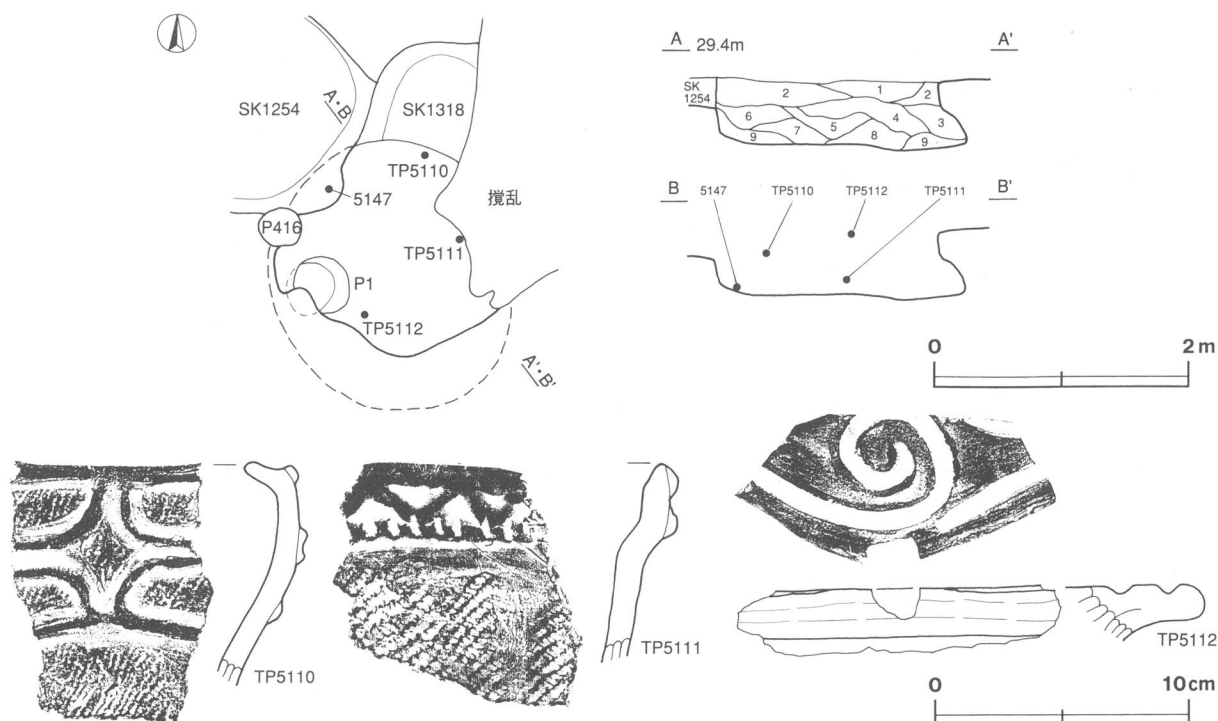 A・B
SK1254
SK1318
TP5110
5147
撹乱
P416
TP5111
P1
TP5112
A'・B'
A 29.4m A'
SK
1254
2 1 2
6 7 5 4 3
9 8 9
B 5147 TP5110 TP5112 TP5111 B'
0 2m
TP5110
TP5111
TP5112
0 10cm